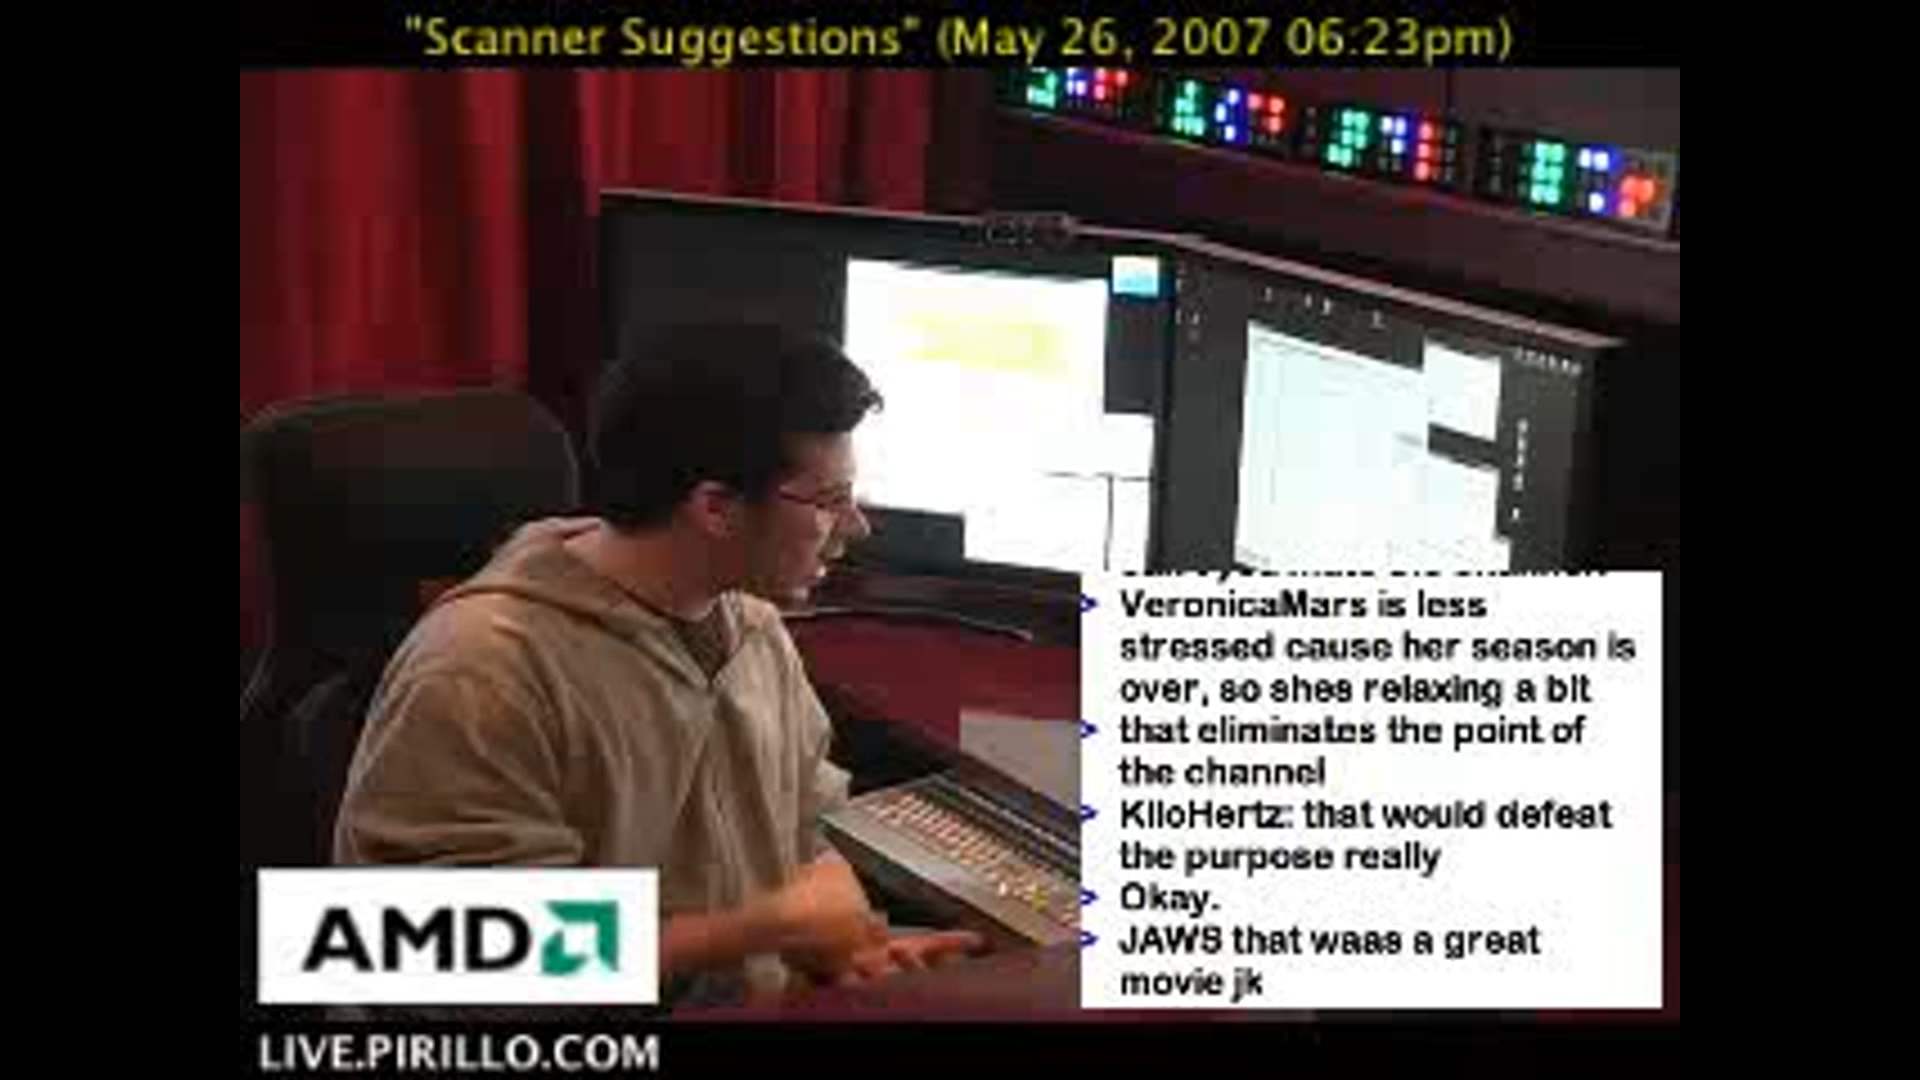 "Scanner Suggestions" (May 26, 2007 06:23pm)
VeronicaMars is less
stressed cause her season is
over, so shes relaxing a bit
that eliminates the point of
the channel
KiloHertz: that would defeat
the purpose really
Okay.
JAWS that waas a great
movie jk
AMD
LIVE.PIRILLO.COM